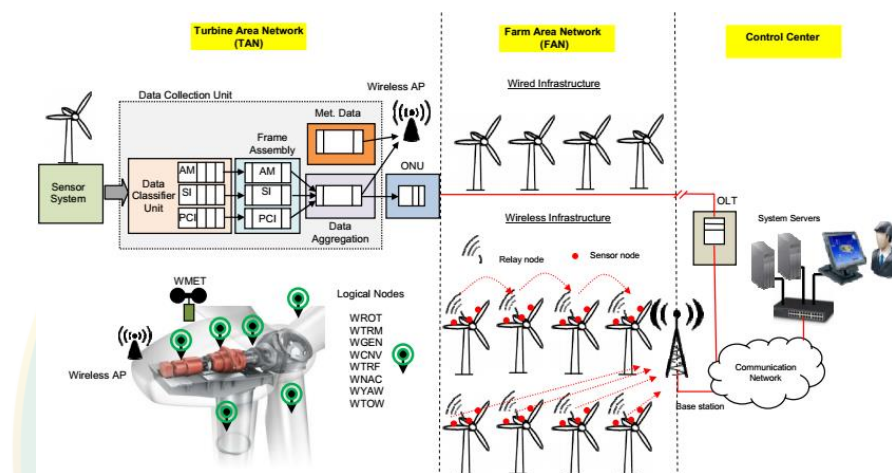 Turbine Area Network
(TAN)
Farm Area Network
(FAN)
Control Center
Data Collection Unit
Wireless AP
Met. Data
Frame
Assembly
ONU
Sensor
System
Data
Classifier
Unit
AM
SI
PCI
AM
SI
PCI
Data
Aggregation
Wired Infrastructure
Wireless Infrastructure
Relay node
Sensor node
OLT
System Servers
WMET
Wireless AP
Logical Nodes
WROT
WTRM
WGEN
WCNV
WTRF
WNAC
WYAW
WTOW
Base station
Communication
Network